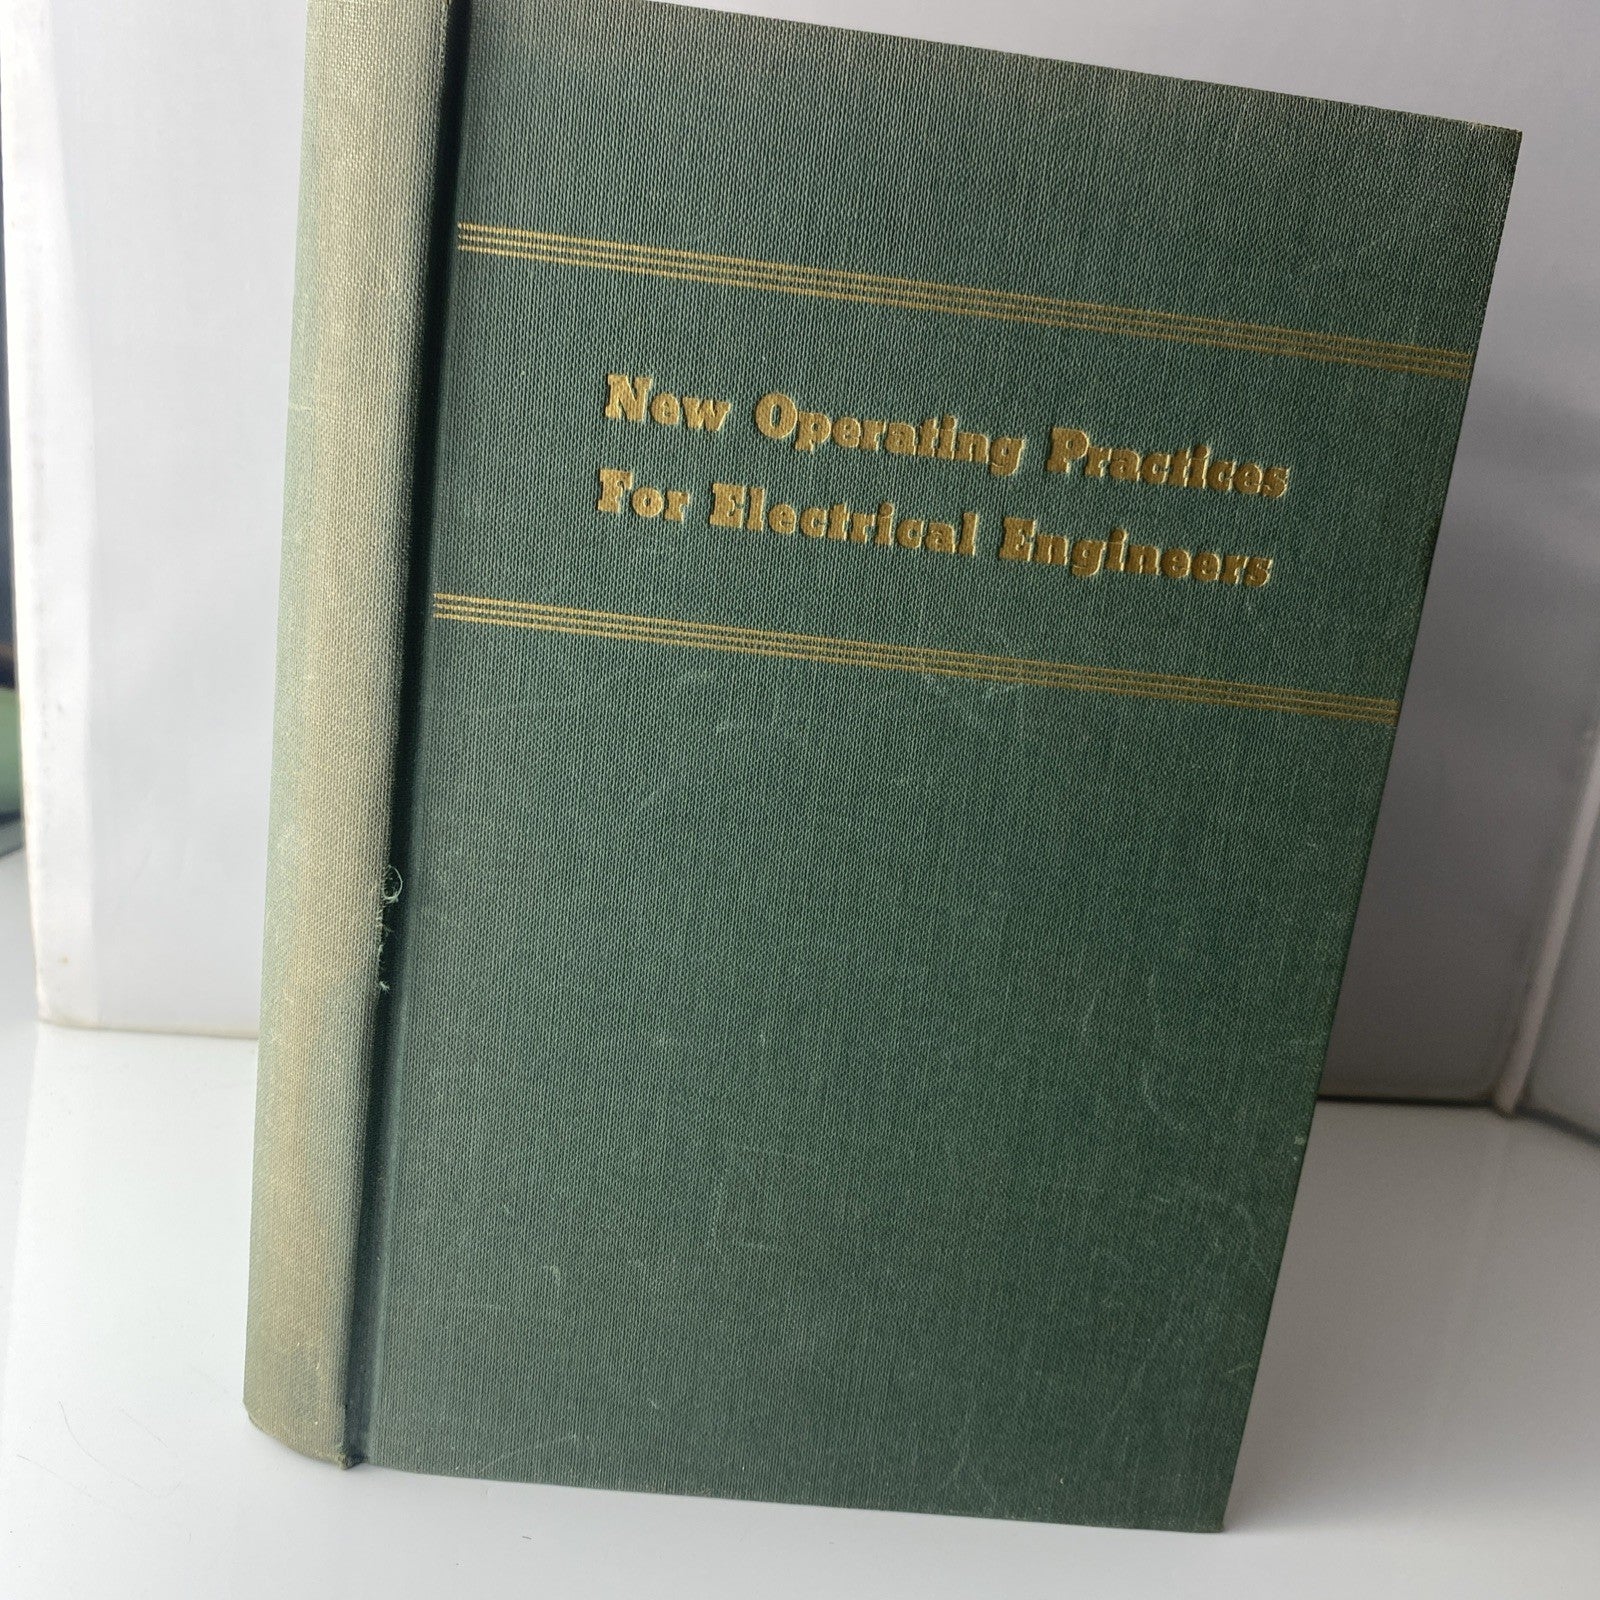 New Operating Practices
For Electrical Engineers